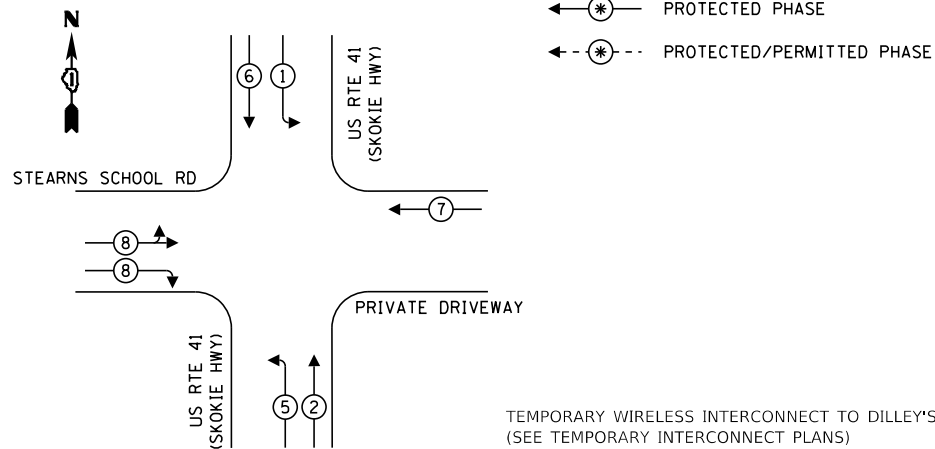 N
PROTECTED PHASE
PROTECTED/PERMITTED PHASE
6
1
US RTE 41
(SKOKIE HWY)
STEARNS SCHOOL RD
7
8
8
PRIVATE DRIVEWAY
US RTE 41
(SKOKIE HWY)
5
2
TEMPORARY WIRELESS INTERCONNECT TO DILLEY'S
(SEE TEMPORARY INTERCONNECT PLANS)